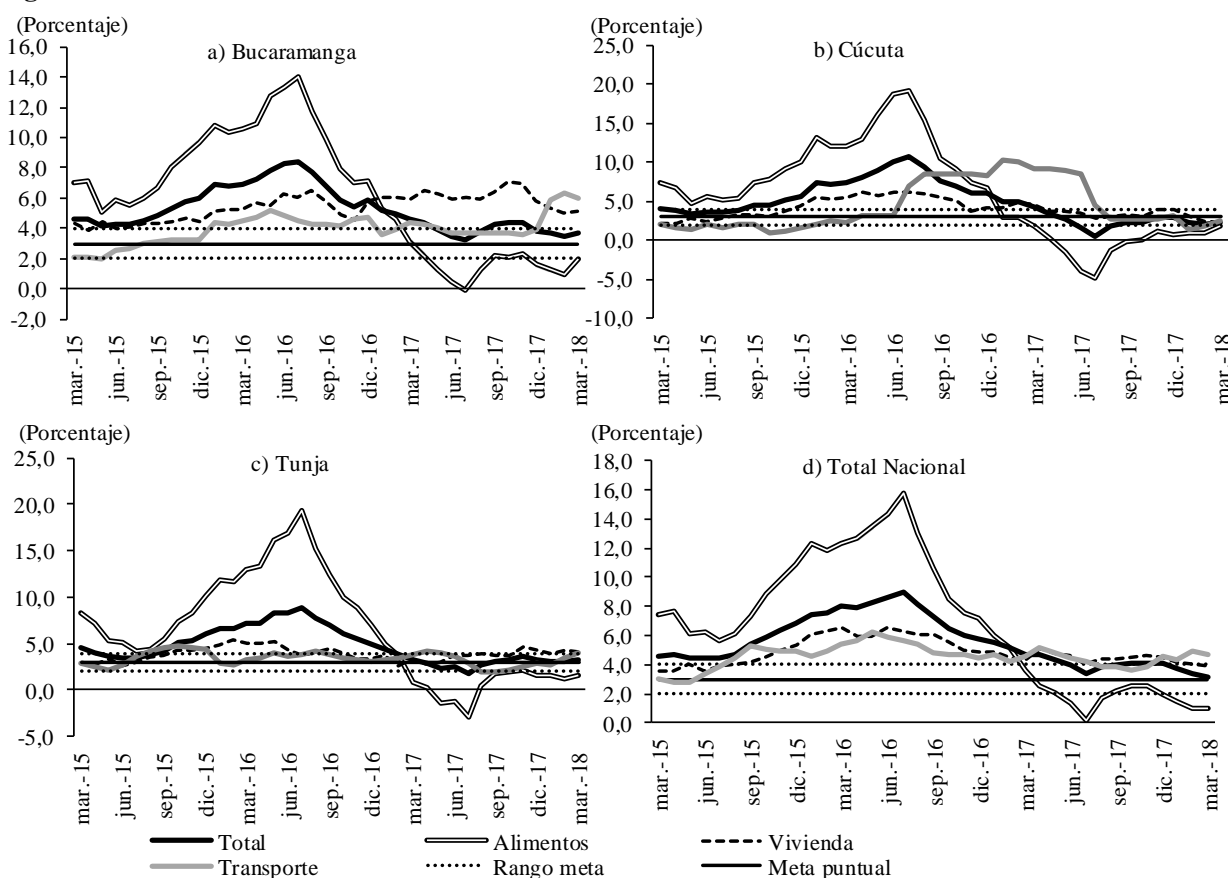 (Porcentaje)
a) Bucaramanga
16,0
14,0
12,0
10,0
8,0
6,0
4,0
2,0
0,0
-2,0
mar.-15
jun.-15
sep.-15
dic.-15
mar.-16
jun.-16
sep.-16
dic.-16
mar.-17
jun.-17
sep.-17
dic.-17
mar.-18
(Porcentaje)
b) Cúcuta
25,0
20,0
15,0
10,0
5,0
0,0
-5,0
-10,0
mar.-15
jun.-15
sep.-15
dic.-15
mar.-16
jun.-16
sep.-16
dic.-16
mar.-17
jun.-17
sep.-17
dic.-17
mar.-18
(Porcentaje)
c) Tunja
25,0
20,0
15,0
10,0
5,0
0,0
-5,0
mar.-15
jun.-15
sep.-15
dic.-15
mar.-16
jun.-16
sep.-16
dic.-16
mar.-17
jun.-17
sep.-17
dic.-17
mar.-18
(Porcentaje)
d) Total Nacional
18,0
16,0
14,0
12,0
10,0
8,0
6,0
4,0
2,0
0,0
mar.-15
jun.-15
sep.-15
dic.-15
mar.-16
jun.-16
sep.-16
dic.-16
mar.-17
jun.-17
sep.-17
dic.-17
mar.-18
Total
Alimentos
Vivienda
Transporte
Rango meta
Meta puntual